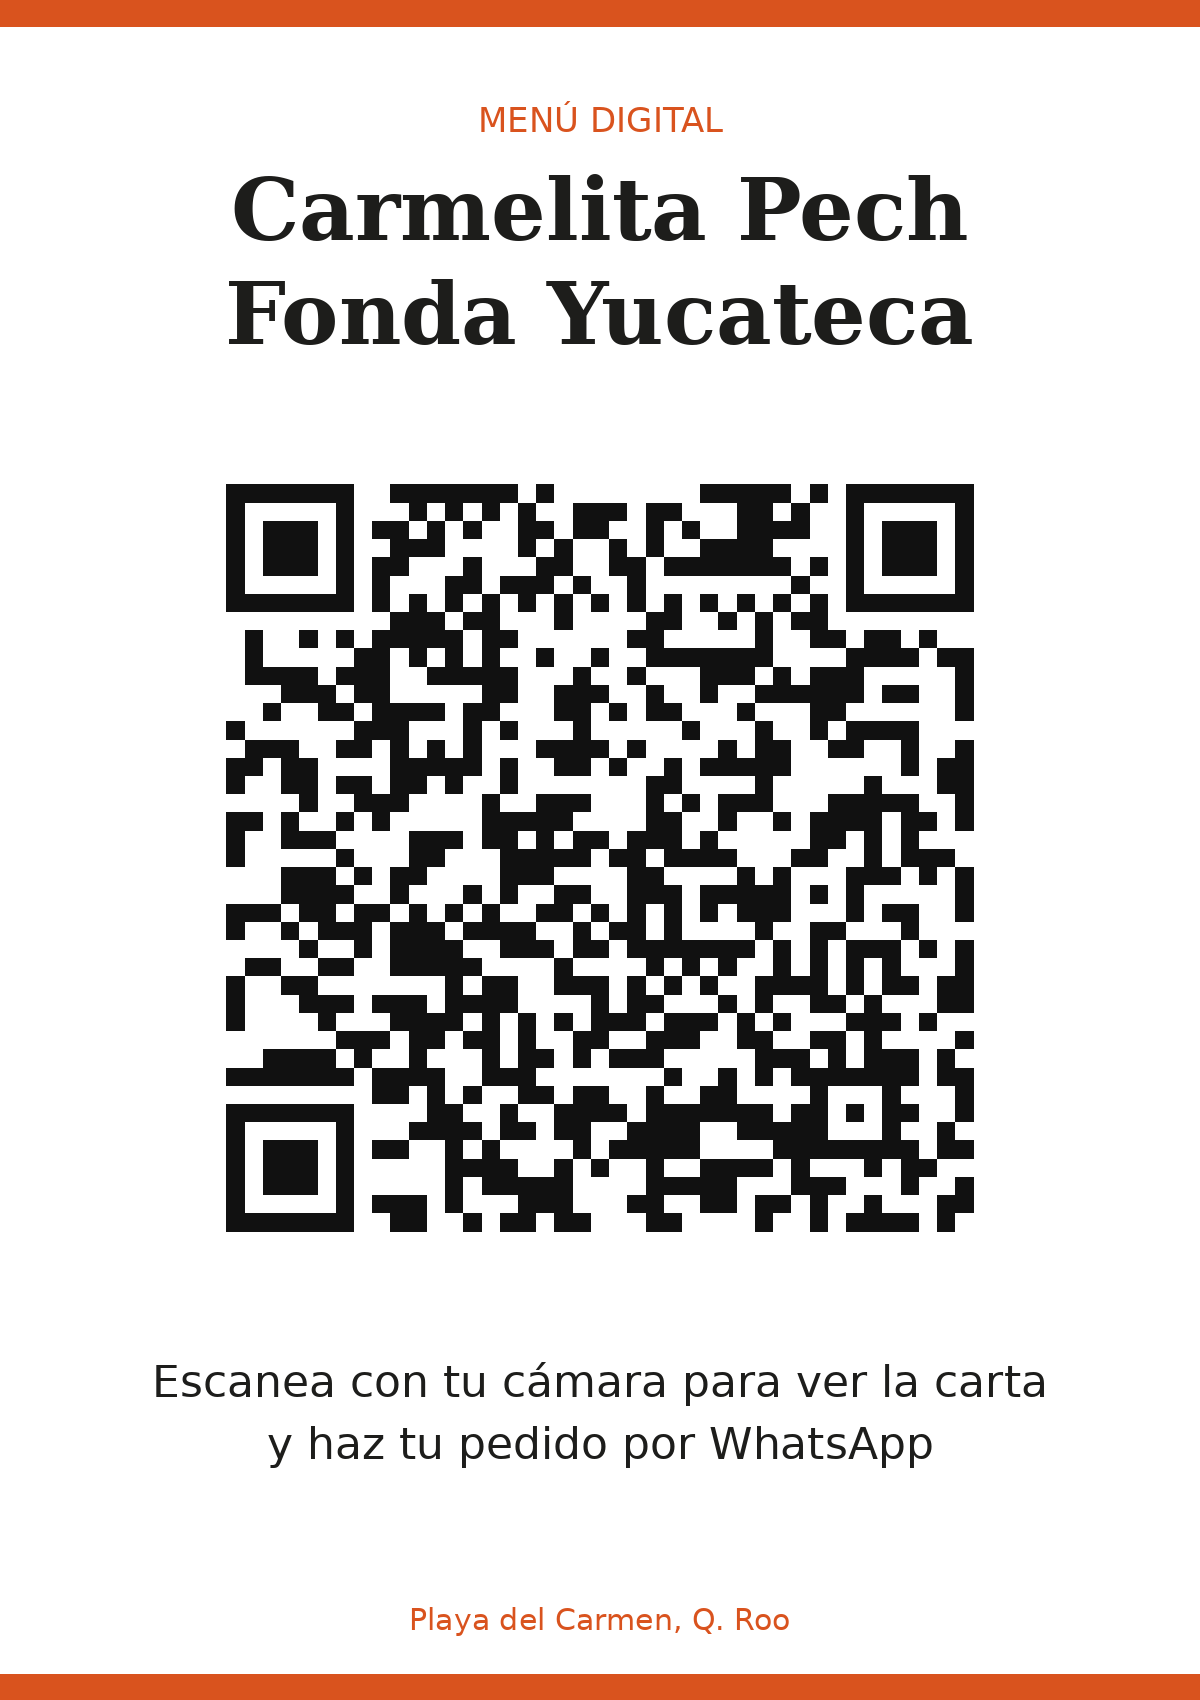 MENÚ DIGITAL
Carmelita Pech
Fonda Yucateca
Escanea con tu cámara para ver la carta
y haz tu pedido por WhatsApp
Playa del Carmen, Q. Roo